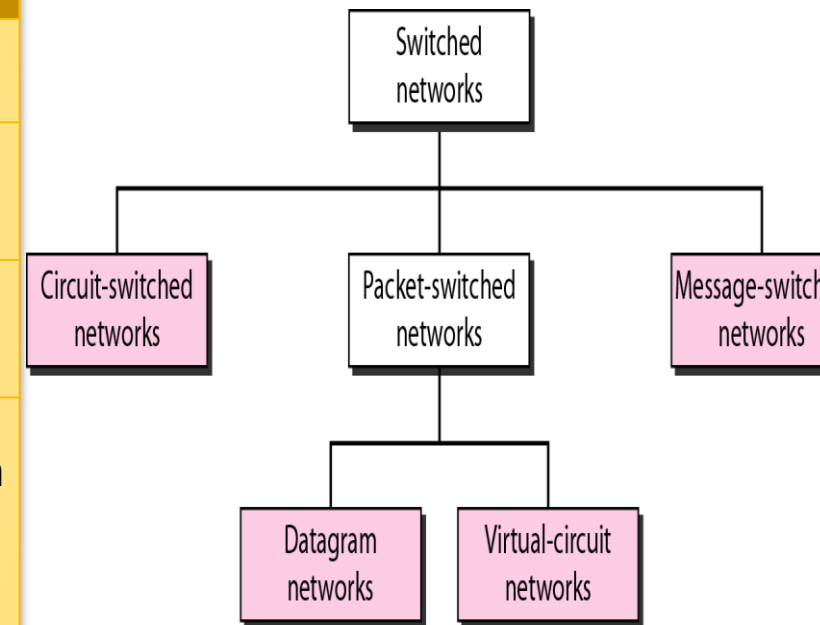 Switched
networks
Circuit-switched
networks
Packet-switched
networks
Message-switch
networks
Datagram
networks
Virtual-circuit
networks